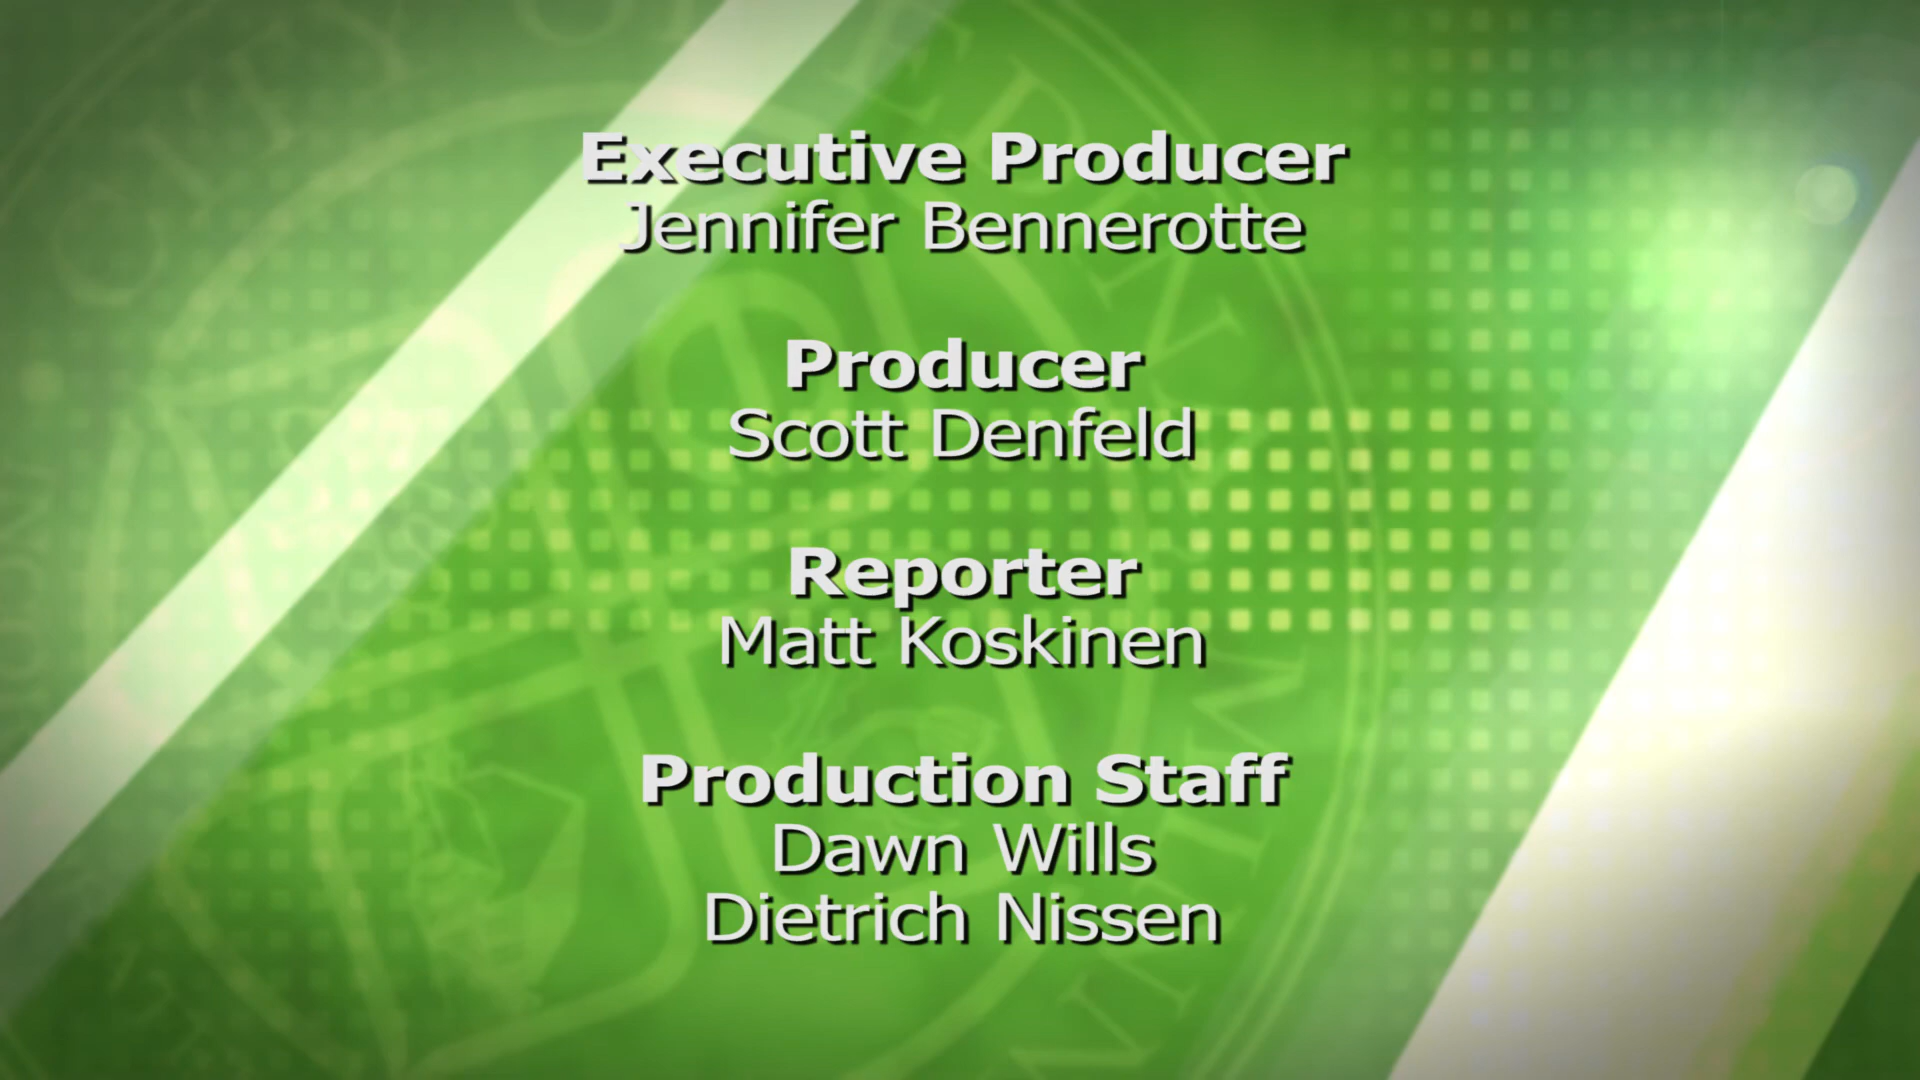 Executive Producer
Jennifer Bennerotte
Producer
Scott Denfeld
Reporter
Matt Koskinen
Production Staff
Dawn Wills
Dietrich Nissen